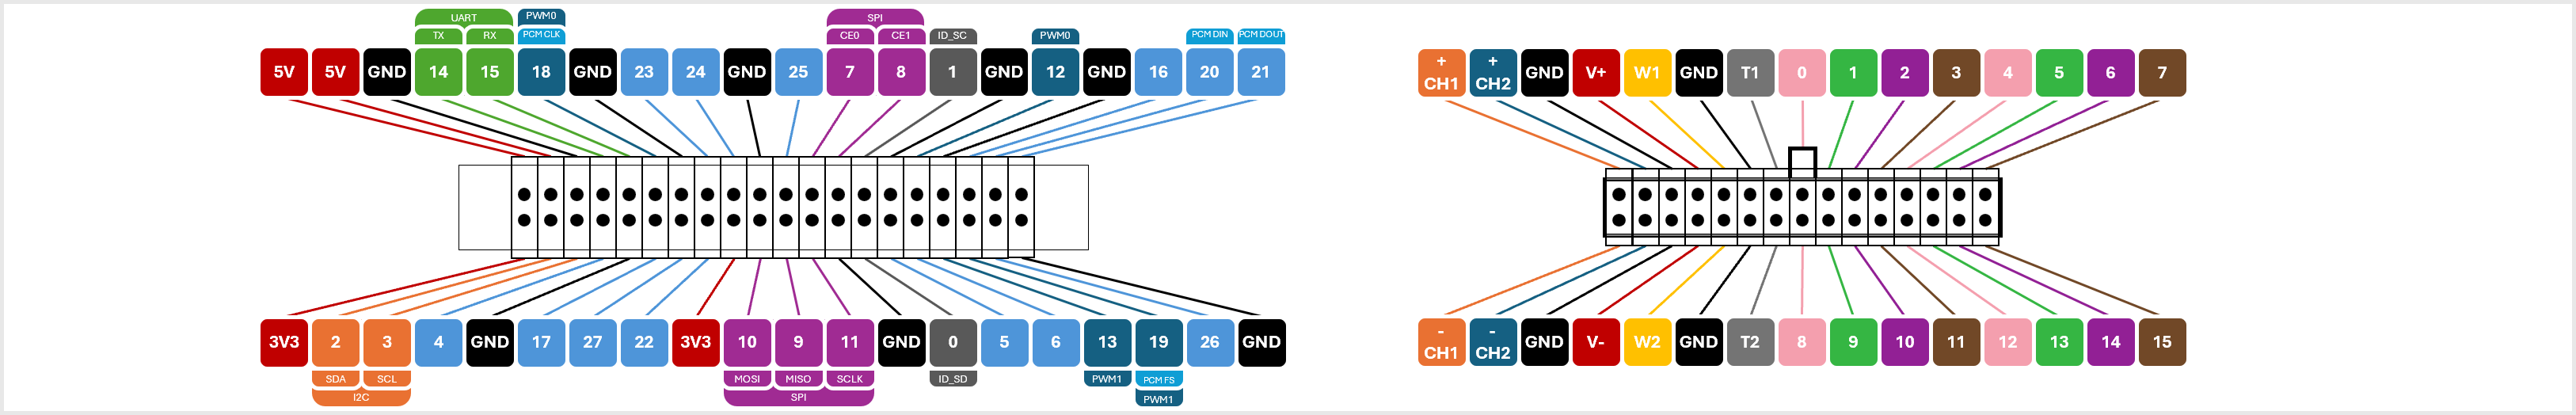 UART PWM0 SPI
TX RX PCM CLK CE0 CE1 ID_SC PWM0 PCM DIN PCM DOUT
5V 5V GND 14 15 18 GND 23 24 GND 25 7 8 1 GND 12 GND 16 20 21
3V3 2 3 4 GND 17 27 22 3V3 10 9 11 GND 0 5 6 13 19 26 GND
SDA SCL MOSI MISO SCLK ID_SD PWM1 PCM FS
I2C SPI PWM1
+ CH1 + CH2 GND V+ W1 GND T1 0 1 2 3 4 5 6 7
- CH1 - CH2 GND V- W2 GND T2 8 9 10 11 12 13 14 15